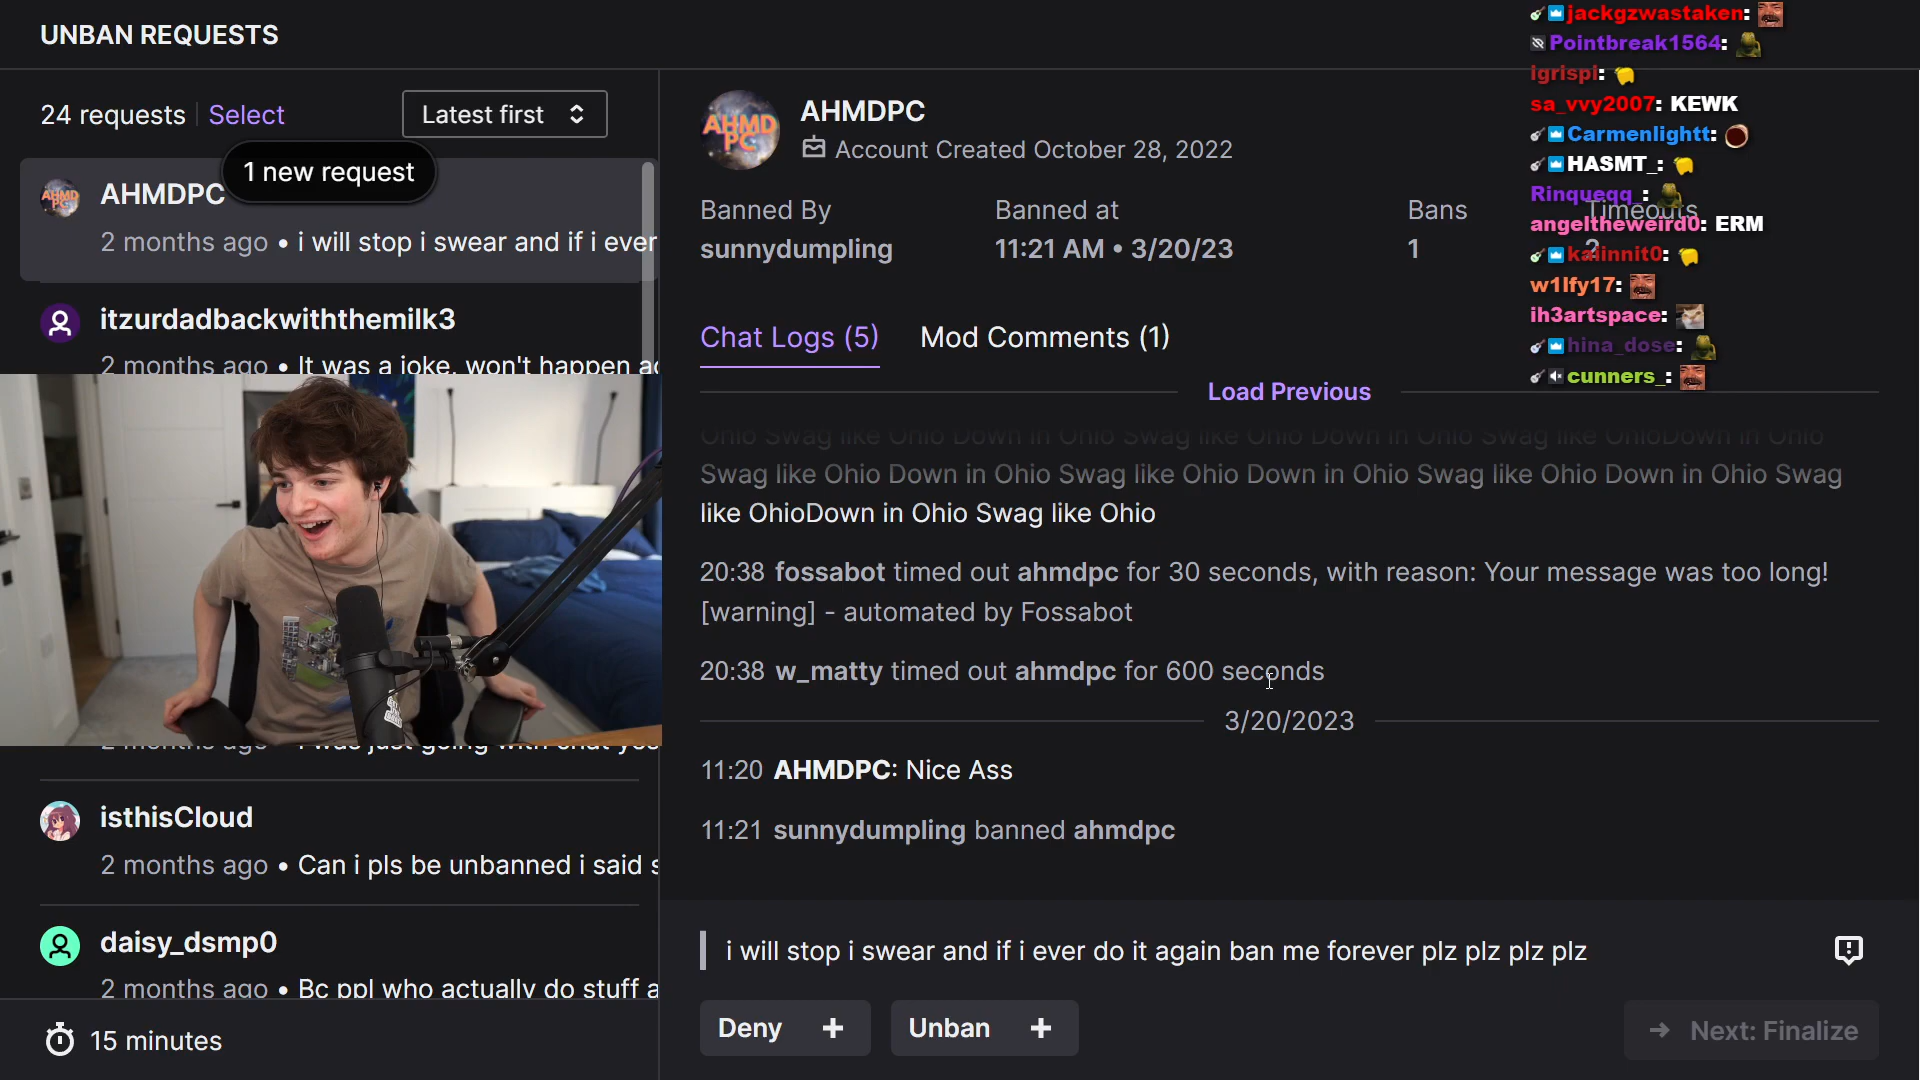 UNBAN REQUESTS
24 requests
Select
Latest first
1 new request
AHMDPC
2 months ago • i will stop i swear and if i ever
itzurdadbackwiththemilk3
2 months ago • It was a joke, won't happen ag
2 months ago • i was just going with chat yes
isthisCloud
2 months ago • Can i pls be unbanned i said s
daisy_dsmp0
2 months ago • Bc ppl who actually do stuff a
15 minutes
AHMD
PC
AHMDPC
Account Created October 28, 2022
Banned By
sunnydumpling
Banned at
11:21 AM • 3/20/23
Bans
1
Timeouts
2
Chat Logs (5)
Mod Comments (1)
Load Previous
Ohio Swag like Ohio Down in Ohio Swag like Ohio Down in Ohio Swag like OhioDown in Ohio
Swag like Ohio Down in Ohio Swag like Ohio Down in Ohio Swag like Ohio Down in Ohio Swag
like OhioDown in Ohio Swag like Ohio
20:38 fossabot timed out ahmdpc for 30 seconds, with reason: Your message was too long!
[warning] - automated by Fossabot
20:38 w_matty timed out ahmdpc for 600 seconds
3/20/2023
11:20 AHMDPC: Nice Ass
11:21 sunnydumpling banned ahmdpc
i will stop i swear and if i ever do it again ban me forever plz plz plz plz
Deny +
Unban +
Next: Finalize
jackgzwastaken:
Pointbreak1564:
igrispi:
sa_vvy2007: KEWK
Carmenlightt:
HASMT_:
Rinqueqq_:
angeltheweird0: ERM
kaiinnit0:
w1lfy17:
ih3artspace:
hina_dose:
cunners_: